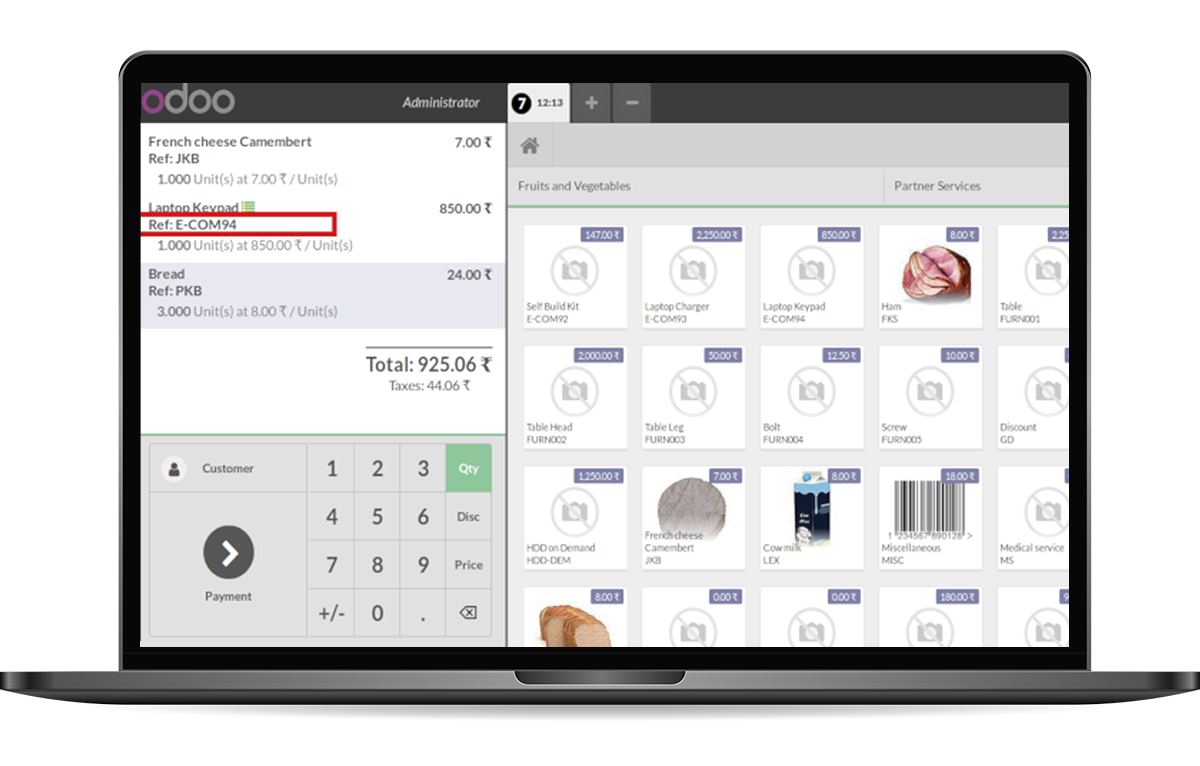 odoo
Administrator
7 12:13 + −
French cheese Camembert 7.00 ₹
Ref: JKB
1.000 Unit(s) at 7.00 ₹ / Unit(s)
Laptop Keypad 850.00 ₹
Ref: E-COM94
1.000 Unit(s) at 850.00 ₹ / Unit(s)
Bread 24.00 ₹
Ref: PKB
3.000 Unit(s) at 8.00 ₹ / Unit(s)
Total: 925.06 ₹
Taxes: 44.06 ₹
Customer
Payment
1 2 3 Qty
4 5 6 Disc
7 8 9 Price
+/- 0 .
Fruits and Vegetables
Partner Services
147.00 ₹
Self Build Kit
E-COM92
2,250.00 ₹
Laptop Charger
E-COM93
850.00 ₹
Laptop Keypad
E-COM94
8.00 ₹
Ham
FKS
Table
FURN001
2,000.00 ₹
Table Head
FURN002
50.00 ₹
Table Leg
FURN003
12.50 ₹
Bolt
FURN004
10.00 ₹
Screw
FURN005
Discount
GD
1,250.00 ₹
HDD on Demand
HDD-DEM
7.00 ₹
French cheese
Camembert
JKB
8.00 ₹
Cow milk
LEX
18.00 ₹
1 234567 890128 >
Miscellaneous
MISC
Medical service
MS
8.00 ₹
0.00 ₹
0.00 ₹
180.00 ₹